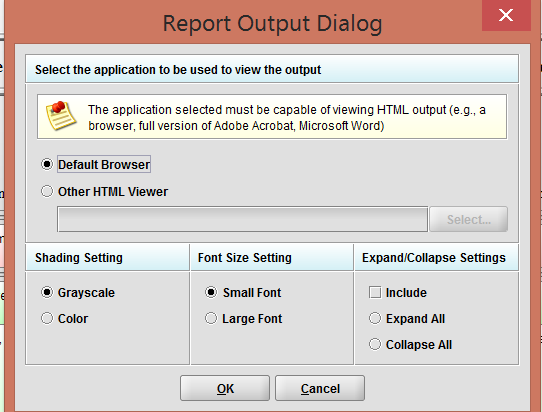 Report Output Dialog
Select the application to be used to view the output
The application selected must be capable of viewing HTML output (e.g., a
browser, full version of Adobe Acrobat, Microsoft Word)
Default Browser
Other HTML Viewer
Select...
Shading Setting
Font Size Setting
Expand/Collapse Settings
Grayscale
Small Font
Include
Color
Large Font
Expand All
Collapse All
OK
Cancel